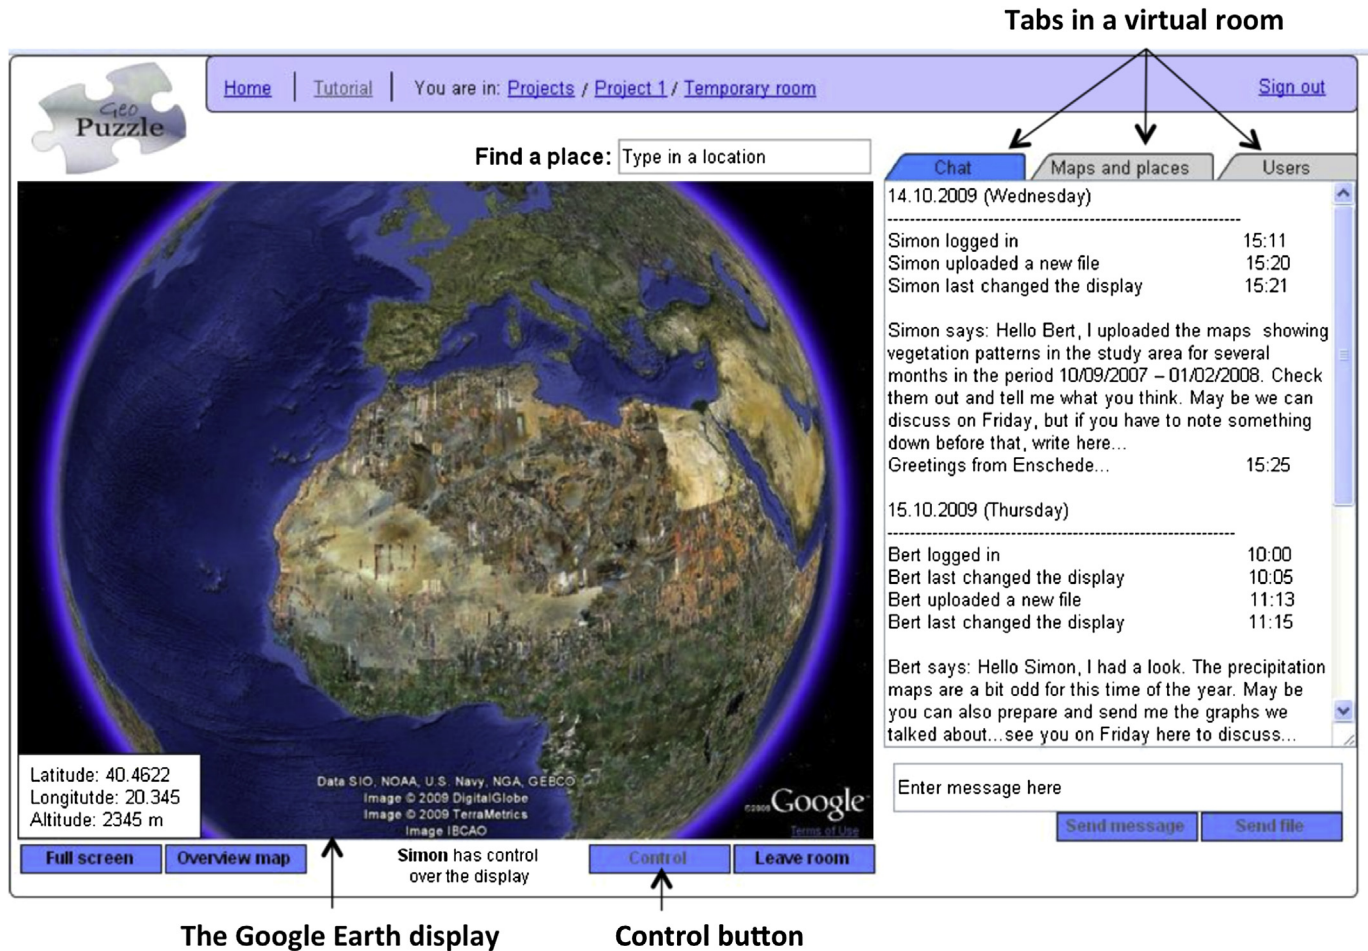 Tabs in a virtual room
Geo
Puzzle
Home | Tutorial | You are in: Projects / Project 1 / Temporary room
Sign out
Find a place: Type in a location
Chat
Maps and places
Users
14.10.2009 (Wednesday)
Simon logged in 15:11
Simon uploaded a new file 15:20
Simon last changed the display 15:21
Simon says: Hello Bert, I uploaded the maps showing
vegetation patterns in the study area for several
months in the period 10/09/2007 – 01/02/2008. Check
them out and tell me what you think. May be we can
discuss on Friday, but if you have to note something
down before that, write here...
Greetings from Enschede... 15:25
15.10.2009 (Thursday)
Bert logged in 10:00
Bert last changed the display 10:05
Bert uploaded a new file 11:13
Bert last changed the display 11:15
Bert says: Hello Simon, I had a look. The precipitation
maps are a bit odd for this time of the year. May be
you can also prepare and send me the graphs we
talked about...see you on Friday here to discuss...
Enter message here
Send message
Send file
Latitude: 40.4622
Longitutde: 20.345
Altitude: 2345 m
Data SIO, NOAA, U.S. Navy, NGA, GEBCO
Image © 2009 DigitalGlobe
Image © 2009 TerraMetrics
Image IBCAO
©2009 Google
Terms of Use
Full screen
Overview map
Simon has control
over the display
Control
Leave room
The Google Earth display
Control button